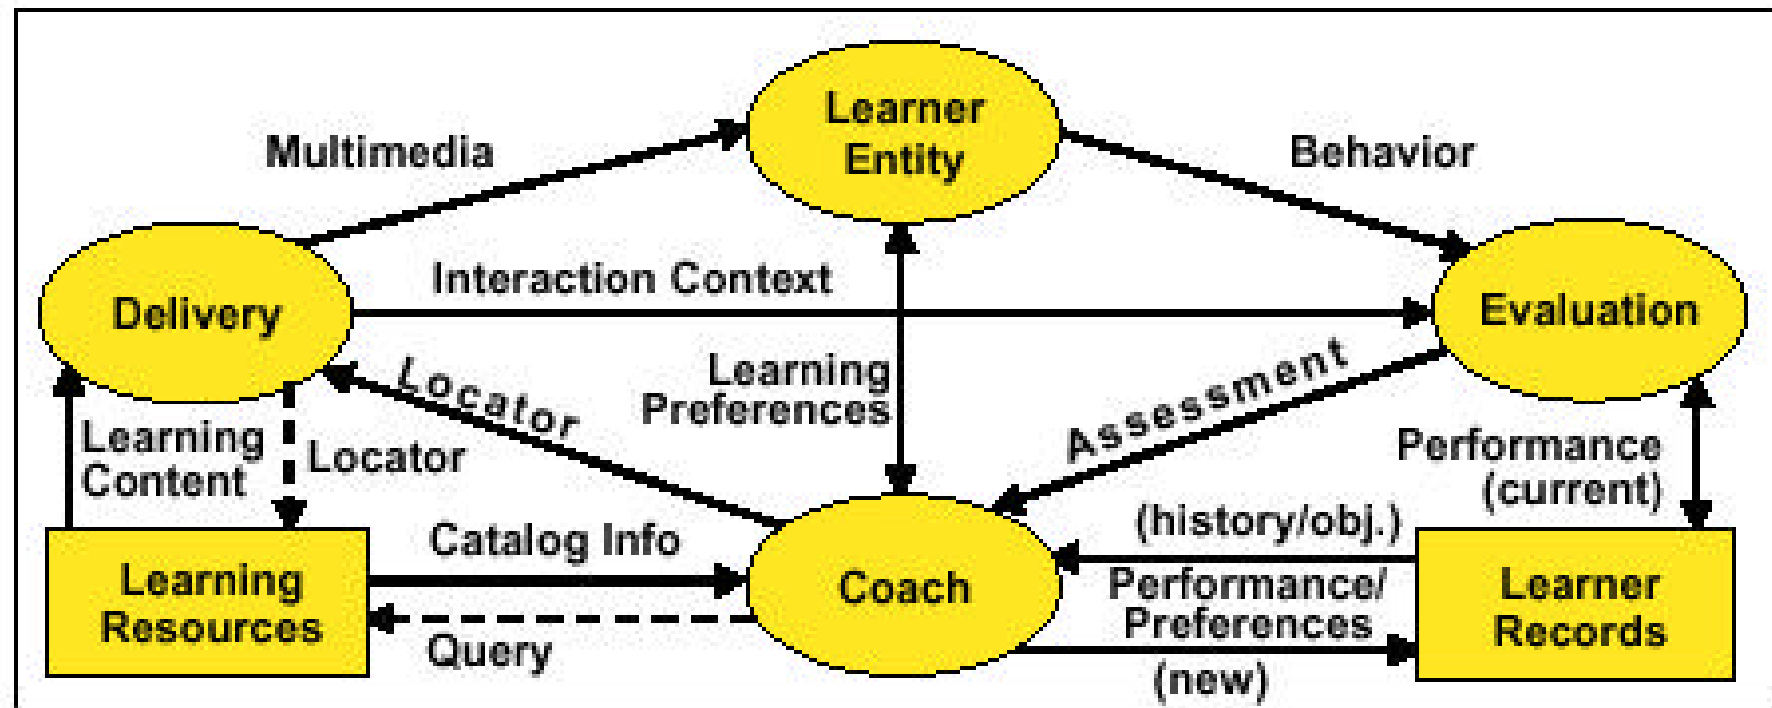 Learner
Entity
Multimedia
Behavior
Interaction Context
Delivery
Evaluation
Locator
Learning
Preferences
Assessment
Learning
Content
Locator
Performance
(current)
Catalog Info
(history/obj.)
Learning
Resources
Coach
Performance/
Preferences
Learner
Records
Query
(new)